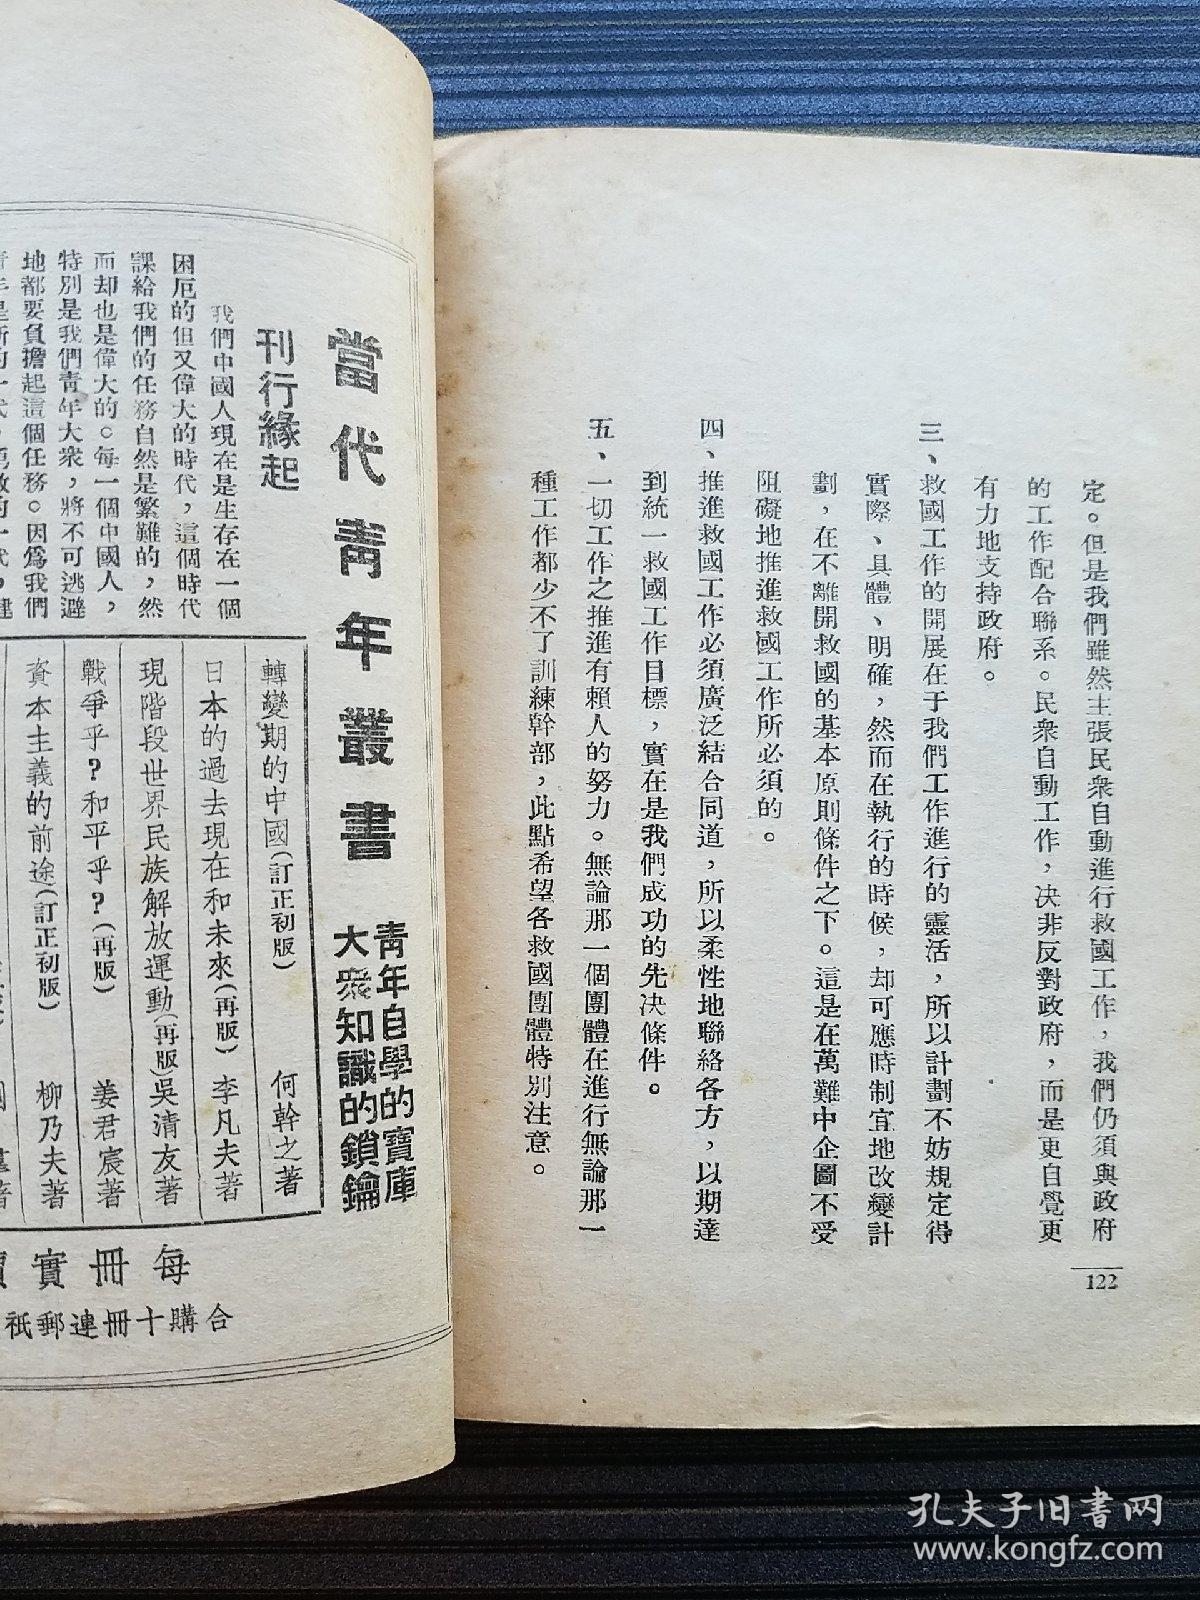 定。但是我們雖然主張民衆自動進行救國工作，我們仍須與政府
的工作配合聯系。民衆自動工作，决非反對政府，而是更自覺更
有力地支持政府。
三、救國工作的開展在于我們工作進行的靈活，所以計劃不妨規定得
實際、具體、明確，然而在執行的時候，却可應時制宜地改變計
劃，在不離開救國的基本原則條件之下。這是在萬難中企圖不受
阻礙地推進救國工作所必須的。
四、推進救國工作必須廣泛結合同道，所以柔性地聯絡各方，以期達
到統一救國工作目標，實在是我們成功的先决條件。
五、一切工作之推進有賴人的努力。無論那一個團體在進行無論那一
種工作都少不了訓練幹部，此點希望各救國團體特別注意。
122
當代青年叢書
青年自學的寶庫
大衆知識的鎖鑰
刊行緣起
我們中國人現在是生存在一個
困厄的但又偉大的時代，這個時代
課給我們的任務自然是繁難的，然
而却也是偉大的。每一個中國人，
特別是我們青年大衆，將不可逃避
地都要負擔起這個任務。因爲我們
轉變期的中國（訂正初版） 何幹之著
日本的過去現在和未來（再版） 李凡夫著
現階段世界民族解放運動（再版） 吳清友著
戰爭乎？和平乎？（再版） 姜君宸著
資本主義的前途（訂正初版） 柳乃夫著
每冊實
合購十冊連郵祇
孔夫子旧書网
www.kongfz.com